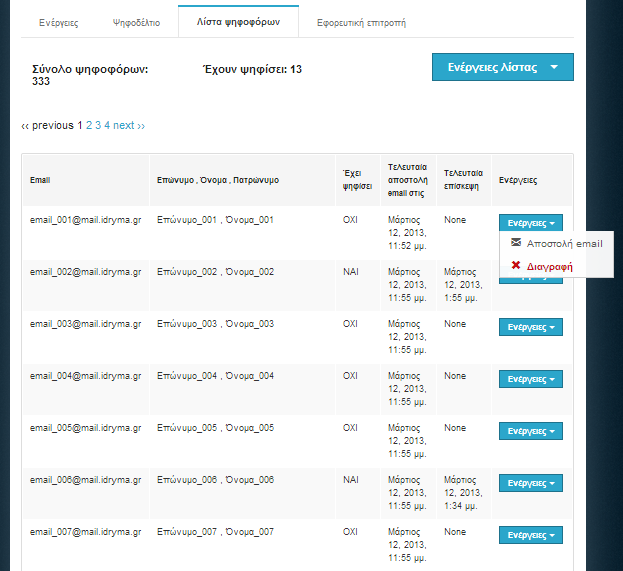 Ενέργειες Ψηφοδέλτιο Λίστα ψηφοφόρων Εφορευτική επιτροπή
Σύνολο ψηφοφόρων: Έχουν ψηφίσει: 13 Ενέργειες Λίστας
333
‹‹ previous 1 2 3 4 next ››
Email Επώνυμο , Όνομα , Πατρώνυμο Έχει ψηφίσει Τελευταία αποστολή email στις Τελευταία επίσκεψη Ενέργειες
email_001@mail.idryma.gr Επώνυμο_001 , Όνομα_001 ΟΧΙ Μάρτιος None Ενέργειες
12, 2013,
11:52 μμ.
Αποστολή email
Διαγραφή
email_002@mail.idryma.gr Επώνυμο_002 , Όνομα_002 ΝΑΙ Μάρτιος Μάρτιος
12, 2013, 12, 2013,
11:55 μμ. 1:55 μμ.
email_003@mail.idryma.gr Επώνυμο_003 , Όνομα_003 ΟΧΙ Μάρτιος None Ενέργειες
12, 2013,
11:55 μμ.
email_004@mail.idryma.gr Επώνυμο_004 , Όνομα_004 ΟΧΙ Μάρτιος None Ενέργειες
12, 2013,
11:55 μμ.
email_005@mail.idryma.gr Επώνυμο_005 , Όνομα_005 ΟΧΙ Μάρτιος None Ενέργειες
12, 2013,
11:55 μμ.
email_006@mail.idryma.gr Επώνυμο_006 , Όνομα_006 ΝΑΙ Μάρτιος Μάρτιος Ενέργειες
12, 2013, 12, 2013,
11:55 μμ. 1:34 μμ.
email_007@mail.idryma.gr Επώνυμο_007 , Όνομα_007 ΟΧΙ Μάρτιος None Ενέργειες
12, 2013,
11:55 μμ.